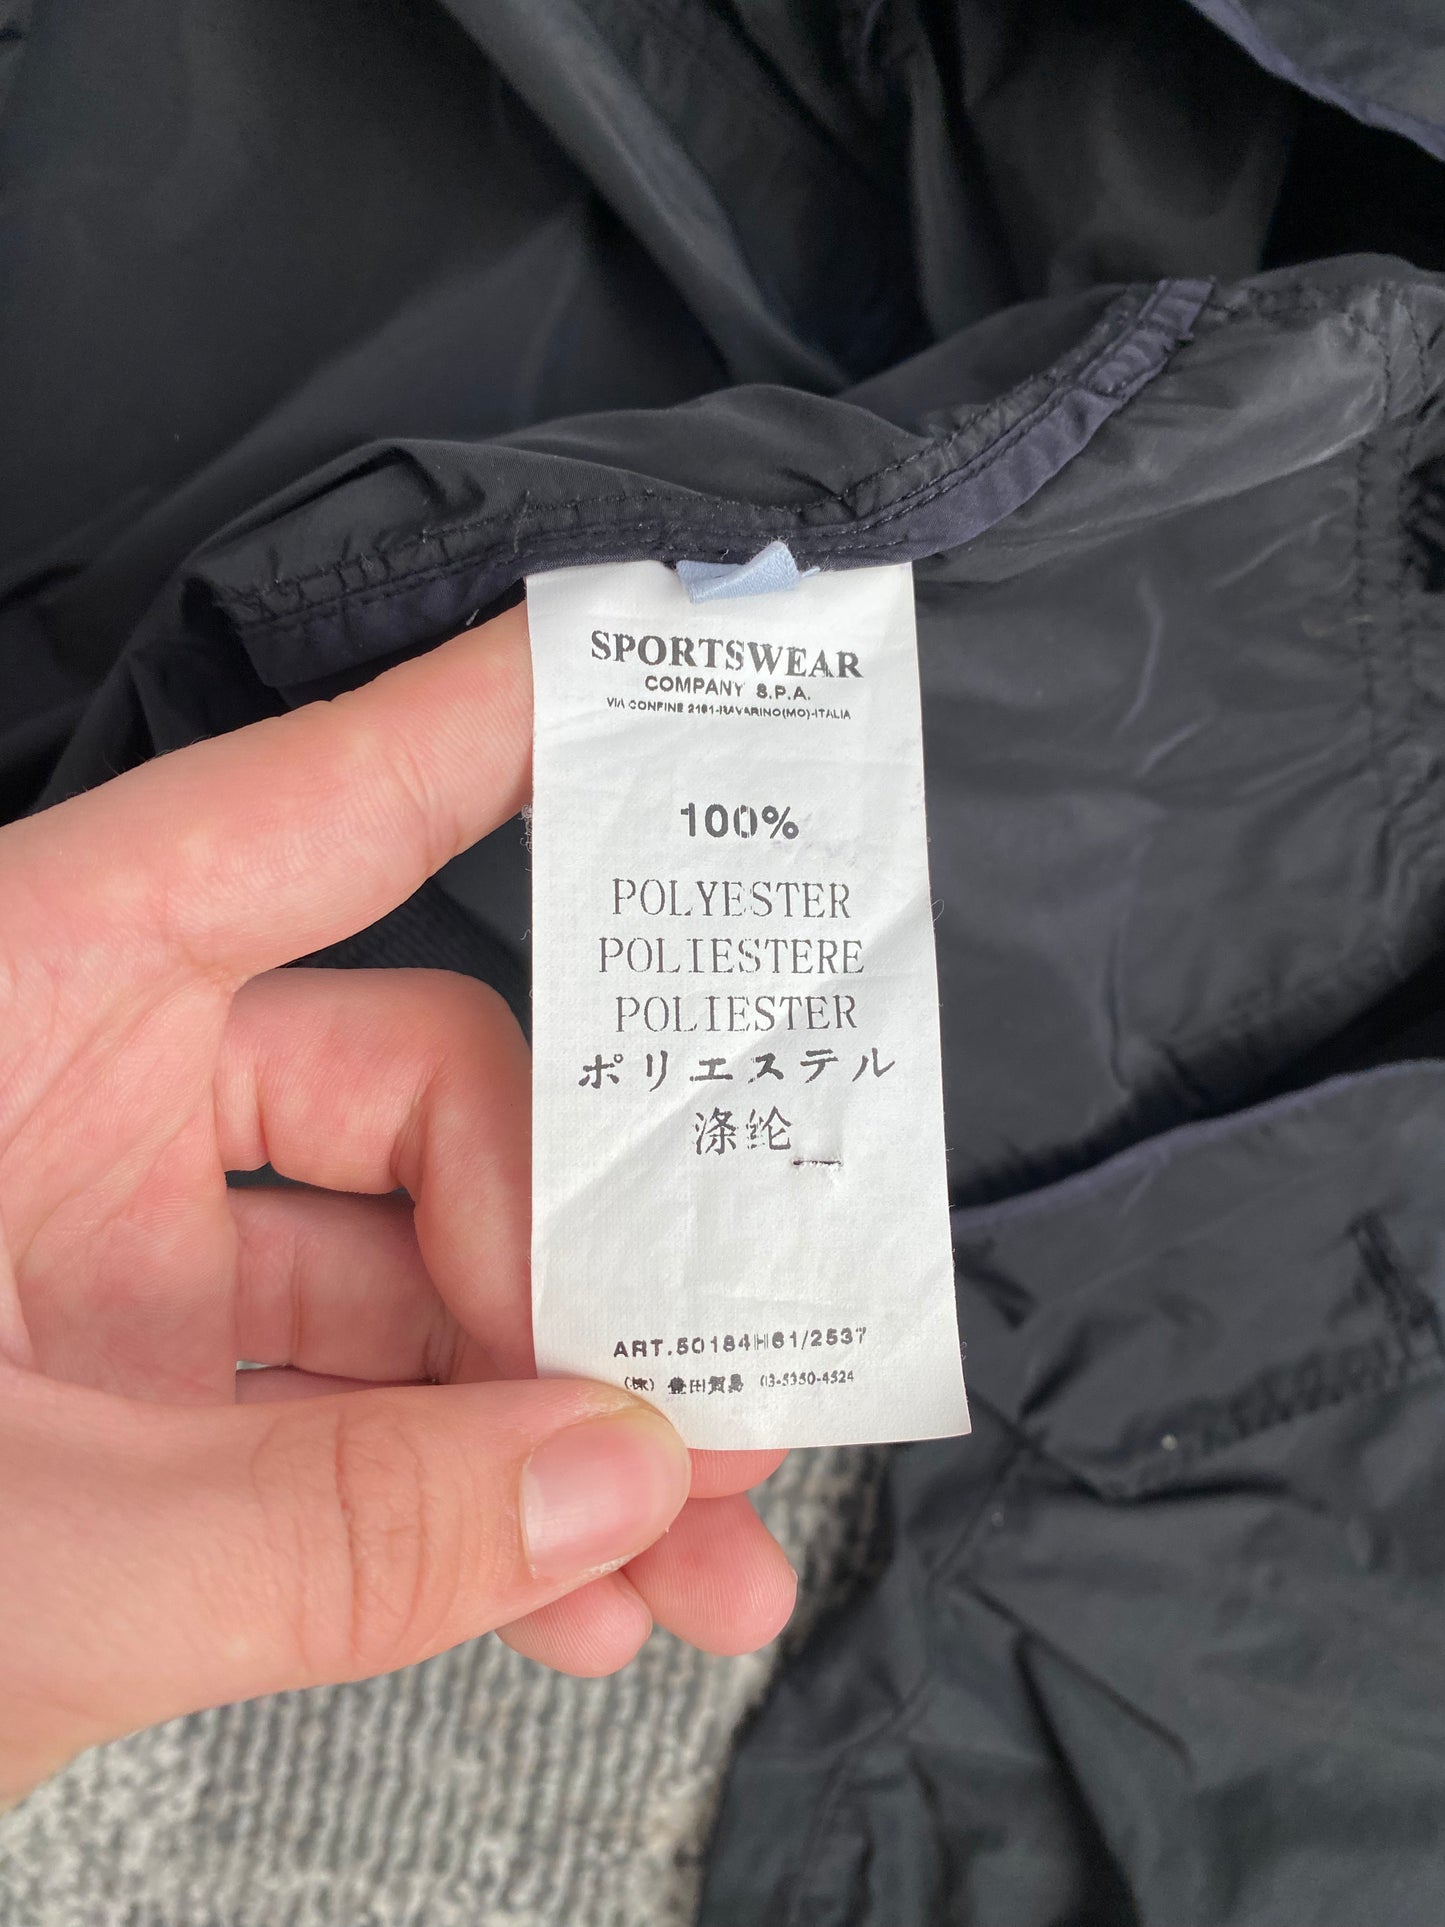 SPORTSWEAR
COMPANY S.P.A.
VIA CONFINE 2161-RAVARINO(MO)-ITALIA
100%
POLYESTER
POLIESTERE
POLIESTER
ポリエステル
涤纶_
ART.50184H61/2537
(株) 豊田貿易 03-5350-4524